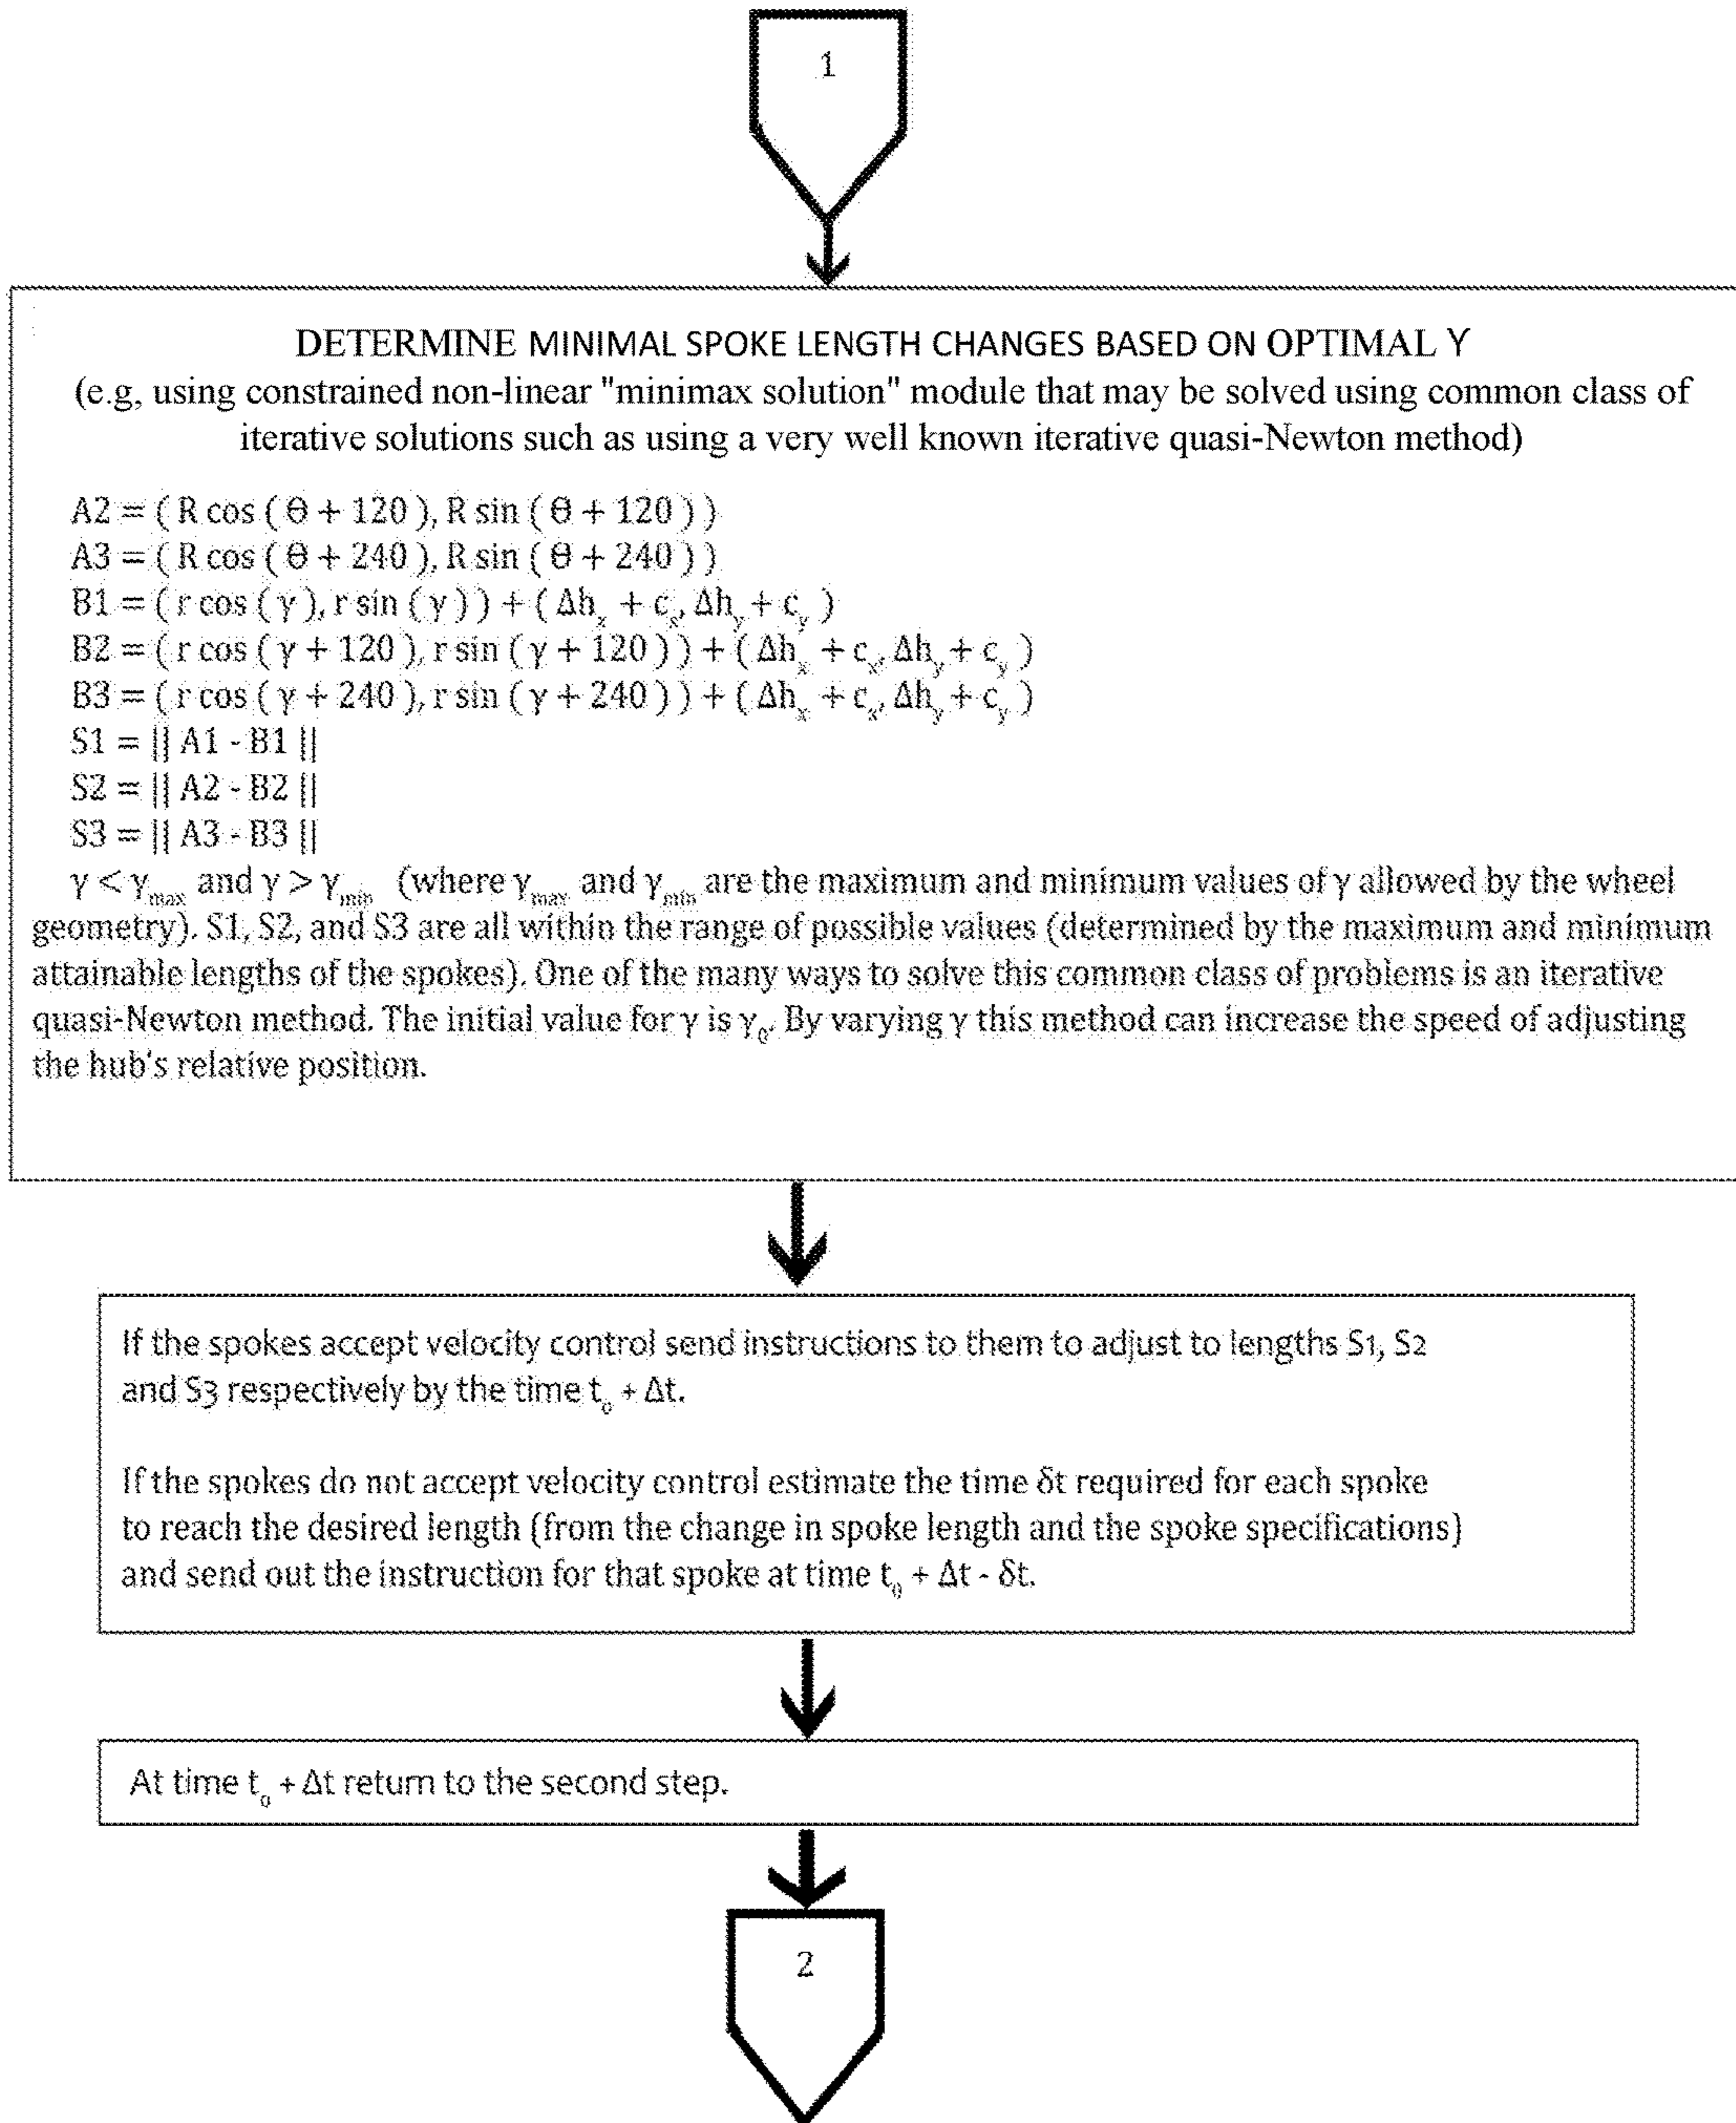 1
DETERMINE MINIMAL SPOKE LENGTH CHANGES BASED ON OPTIMAL γ
(e.g, using constrained non-linear "minimax solution" module that may be solved using common class of
iterative solutions such as using a very well known iterative quasi-Newton method)
A2 = ( R cos ( θ + 120 ), R sin ( θ + 120 ) )
A3 = ( R cos ( θ + 240 ), R sin ( θ + 240 ) )
B1 = ( r cos ( γ ), r sin ( γ ) ) + ( Δh_x + c_x, Δh_y + c_y )
B2 = ( r cos ( γ + 120 ), r sin ( γ + 120 ) ) + ( Δh_x + c_x, Δh_y + c_y )
B3 = ( r cos ( γ + 240 ), r sin ( γ + 240 ) ) + ( Δh_x + c_x, Δh_y + c_y )
S1 = || A1 - B1 ||
S2 = || A2 - B2 ||
S3 = || A3 - B3 ||
γ < γ_max and γ > γ_min (where γ_max and γ_min are the maximum and minimum values of γ allowed by the wheel
geometry). S1, S2, and S3 are all within the range of possible values (determined by the maximum and minimum
attainable lengths of the spokes). One of the many ways to solve this common class of problems is an iterative
quasi-Newton method. The initial value for γ is γ_0. By varying γ this method can increase the speed of adjusting
the hub's relative position.
If the spokes accept velocity control send instructions to them to adjust to lengths S1, S2
and S3 respectively by the time t_0 + Δt.
If the spokes do not accept velocity control estimate the time δt required for each spoke
to reach the desired length (from the change in spoke length and the spoke specifications)
and send out the instruction for that spoke at time t_0 + Δt - δt.
At time t_0 + Δt return to the second step.
2